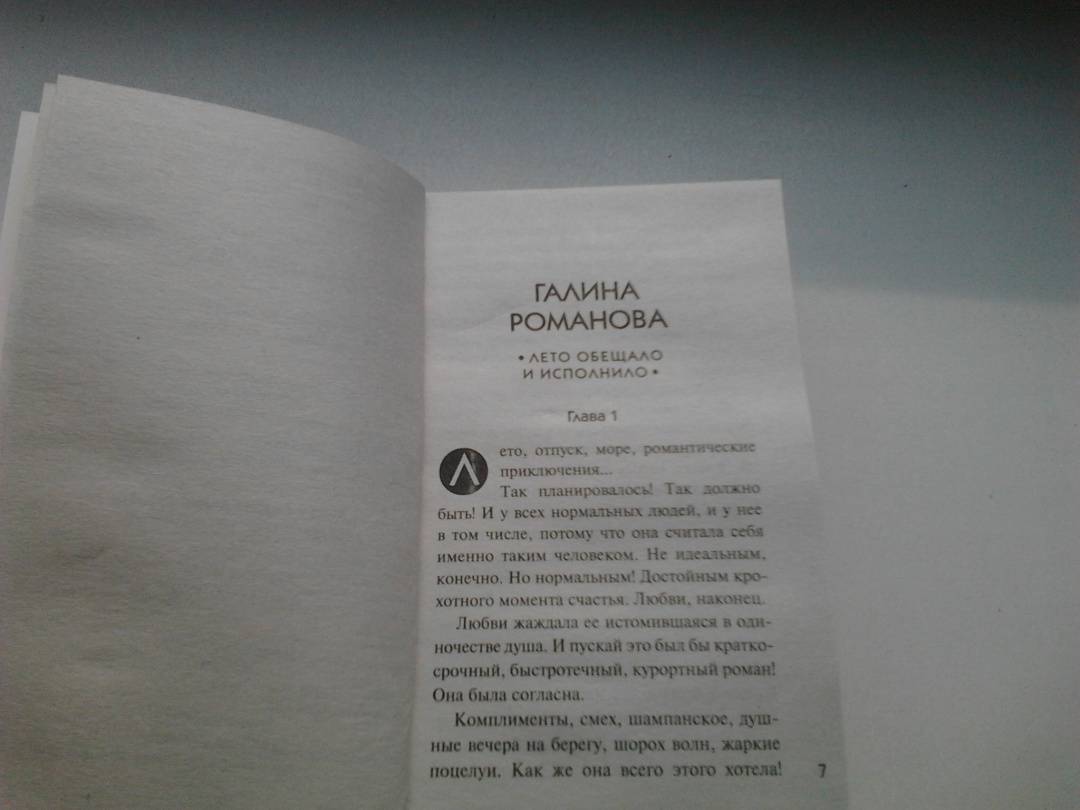 ГАЛИНА
РОМАНОВА
• ЛЕТО ОБЕЩАЛО
И ИСПОЛНИЛО •
Глава 1
Лето, отпуск, море, романтические
приключения...
Так планировалось! Так должно
быть! И у всех нормальных людей, и у нее
в том числе, потому что она считала себя
именно таким человеком. Не идеальным,
конечно. Но нормальным! Достойным кро-
хотного момента счастья. Любви, наконец.
Любви жаждала ее истомившаяся в оди-
ночестве душа. И пускай это был бы кратко-
срочный, быстротечный, курортный роман!
Она была согласна.
Комплименты, смех, шампанское, душ-
ные вечера на берегу, шорох волн, жаркие
поцелуи. Как же она всего этого хотела!
7